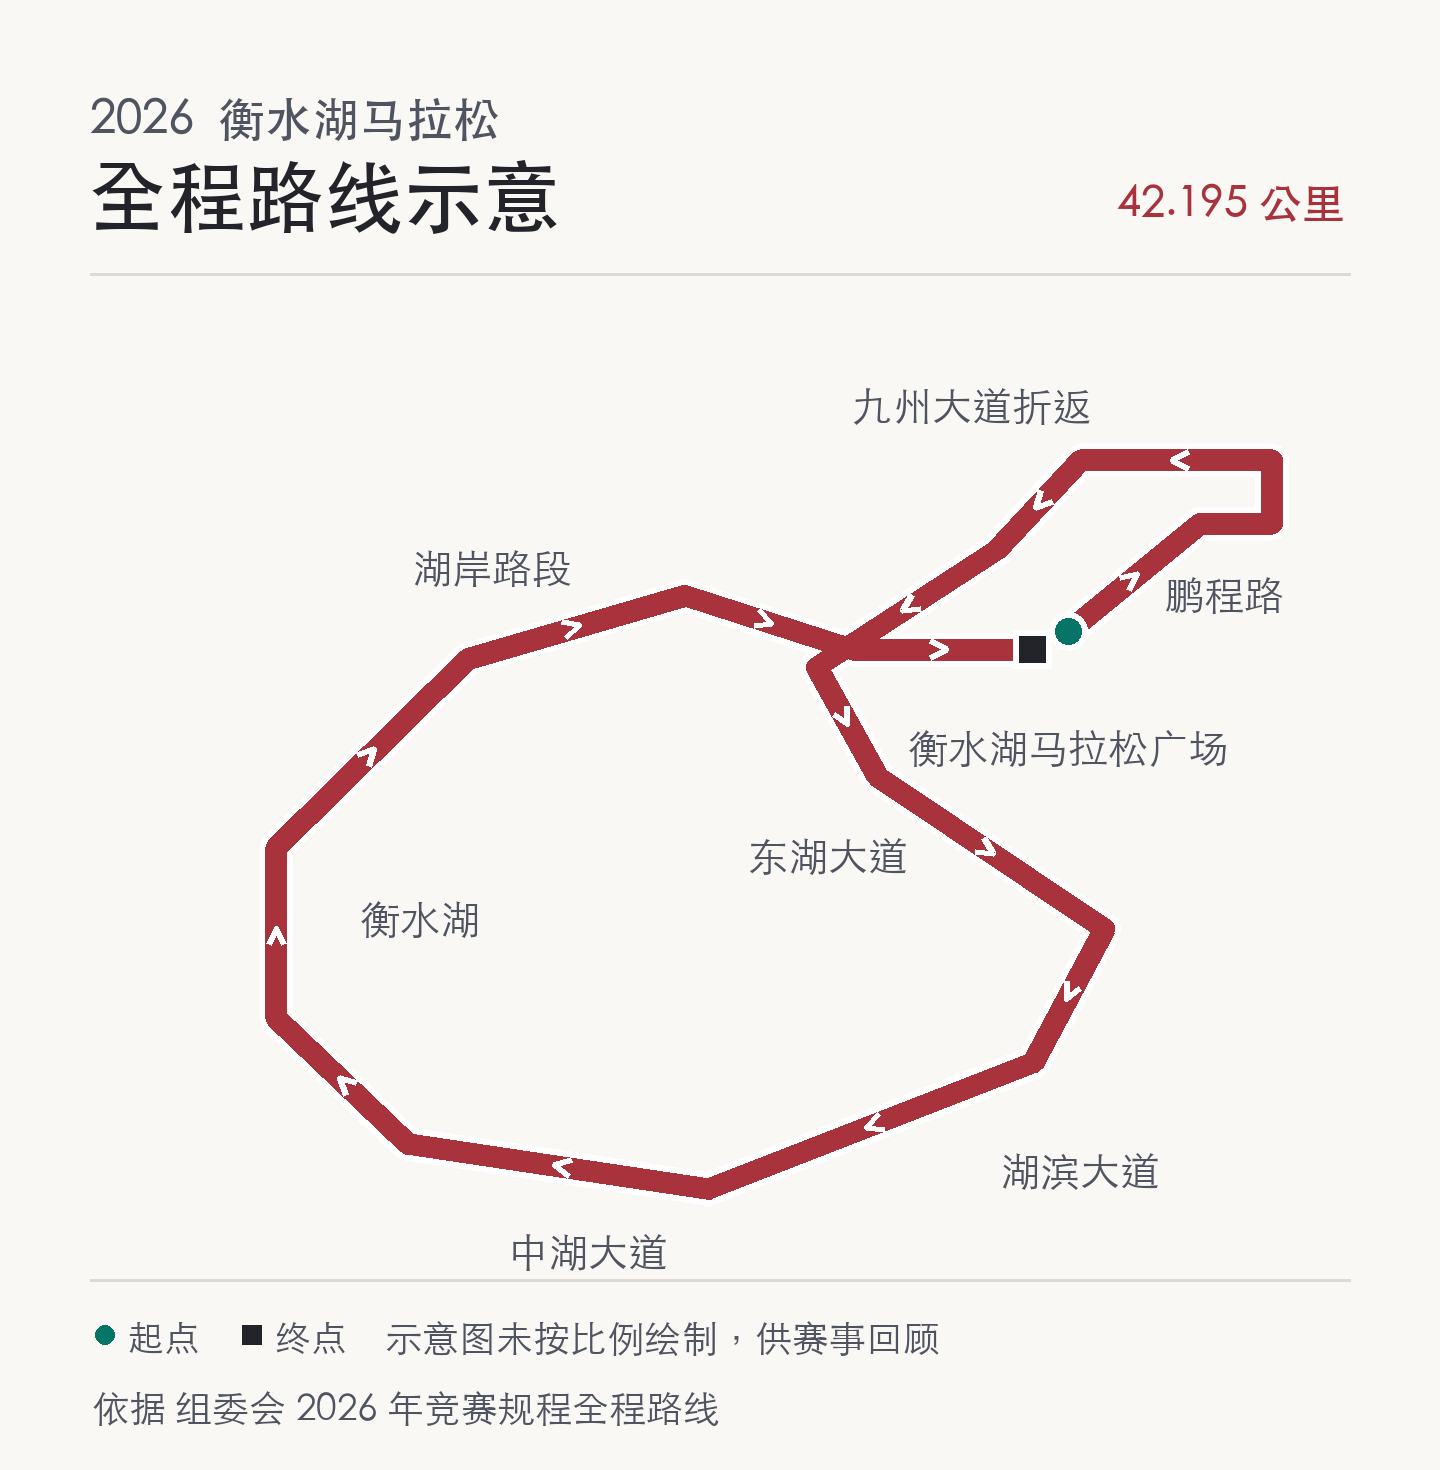 2026 衡水湖马拉松
全程路线示意
42.195 公里
九州大道折返
湖岸路段
鹏程路
衡水湖马拉松广场
东湖大道
衡水湖
湖滨大道
中湖大道
起点 终点 示意图未按比例绘制，供赛事回顾
依据 组委会 2026 年竞赛规程全程路线